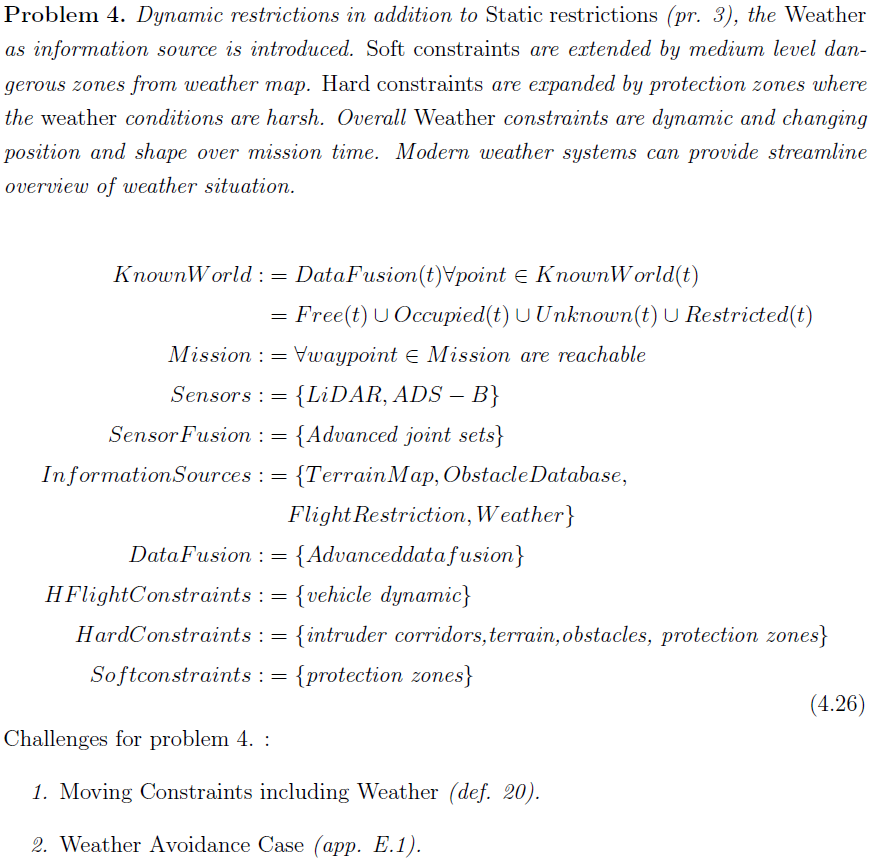 Problem 4. Dynamic restrictions in addition to Static restrictions (pr. 3), the Weather
as information source is introduced. Soft constraints are extended by medium level dan-
gerous zones from weather map. Hard constraints are expanded by protection zones where
the weather conditions are harsh. Overall Weather constraints are dynamic and changing
position and shape over mission time. Modern weather systems can provide streamline
overview of weather situation.
KnownWorld : = DataFusion(t)∀point ∈ KnownWorld(t)
= Free(t) ∪ Occupied(t) ∪ Unknown(t) ∪ Restricted(t)
Mission : = ∀waypoint ∈ Mission are reachable
Sensors : = {LiDAR, ADS − B}
SensorFusion : = {Advanced joint sets}
InformationSources : = {TerrainMap, ObstacleDatabase,
FlightRestriction, Weather}
DataFusion : = {Advanceddatafusion}
HFlightConstraints : = {vehicle dynamic}
HardConstraints : = {intruder corridors,terrain,obstacles, protection zones}
Softconstraints : = {protection zones}
(4.26)
Challenges for problem 4. :
1. Moving Constraints including Weather (def. 20).
2. Weather Avoidance Case (app. E.1).